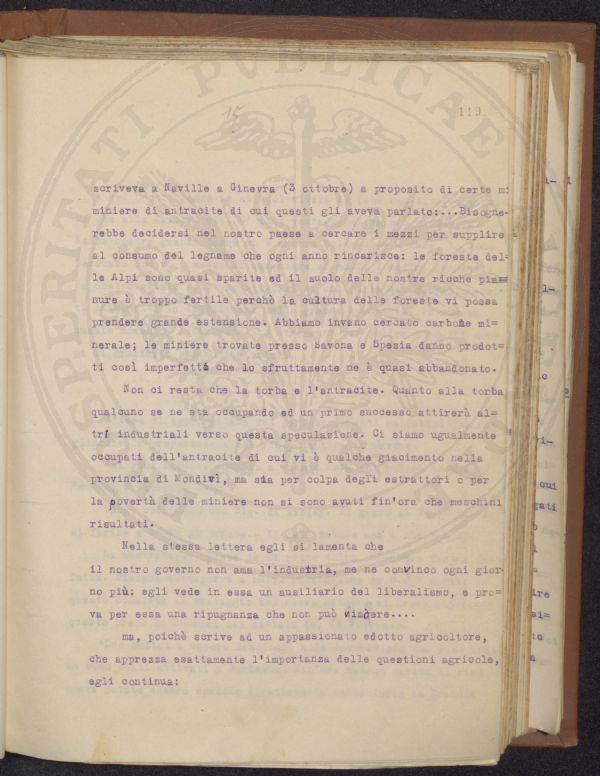 15
119
scriveva a Naville a Ginevra (3 ottobre) a proposito di certe m
miniere di antracite di cui questi gli aveva parlato:...Bisogne-
rebbe decidersi nel nostro paese a cercare i mezzi per supplire
al consumo del legname che ogni anno rincarisce: le foreste del=
le Alpi sono quasi sparite ed il suolo delle nostre ricche pia=
nure è troppo fertile perchè la cultura delle foreste vi possa
prendere grande estensione. Abbiamo invano cercato carbone mi=
nerale; le miniere trovate presso Savona e Spezia danno prodot=
ti così imperfetti che lo sfruttamente ne è quasi abbandonato.
Non ci resta che la torba e l'antracite. Quanto alla torba
qualcuno se ne sta occupando ed un primo successo attirerà al=
tri industriali verso questa speculazione. Ci siamo ugualmente
occupati dell'antracite di cui vi è qualche giacimento nella
provincia di Mondivì, ma sia per colpa degli estrattori o per
la povertà delle miniere non si sono avuti fin'ora che meschini
risultati.
Nella stessa lettera egli si lamenta che
il nostro governo non ama l'industria, me ne convinco ogni gior-
no più: egli vede in essa un ausiliario del liberalismo, e pro=
va per essa una ripugnanza che non può vincere....
ma, poichè scrive ad un appassionato edotto agricoltore,
che apprezza esattamente l'importanza delle questioni agricole,
egli continua: